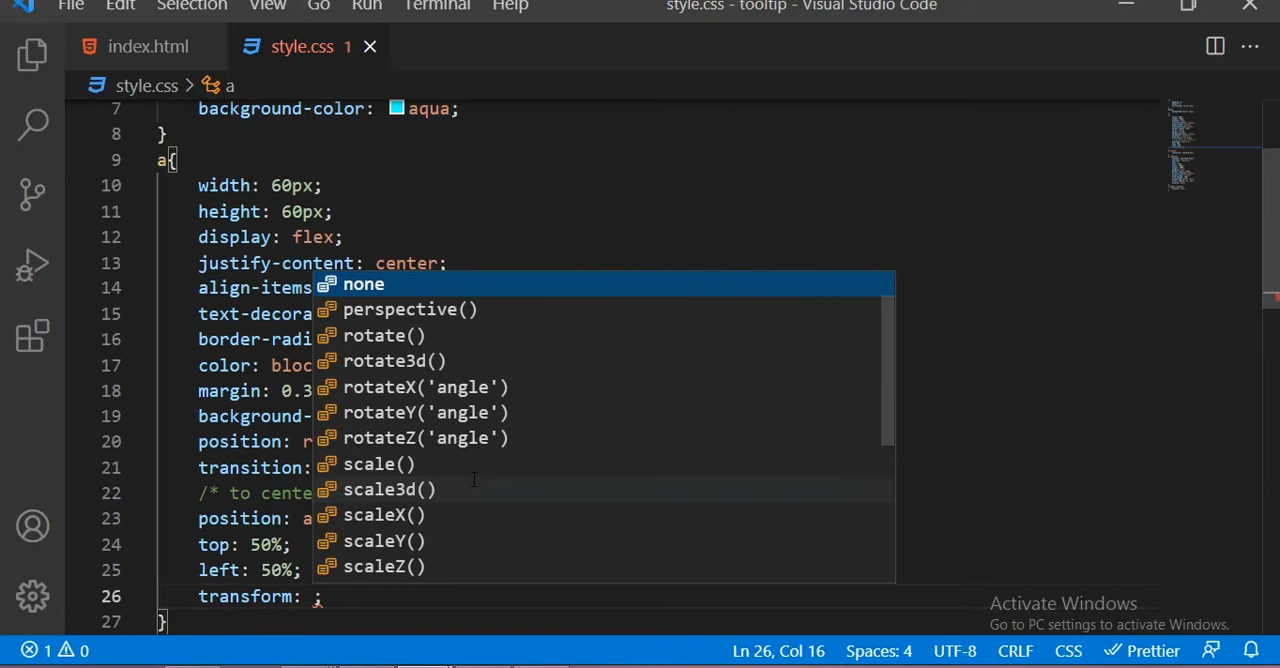 File Edit Selection View Go Run Terminal Help style.css - tooltip - Visual Studio Code
index.html style.css 1
style.css > a
7 background-color: aqua;
8 }
9 a{
10 width: 60px;
11 height: 60px;
12 display: flex;
13 justify-content: center;
14 align-items
15 text-decora
16 border-radi
17 color: bloc
18 margin: 0.3
19 background-
20 position: r
21 transition:
22 /* to cente
23 position: a
24 top: 50%;
25 left: 50%;
26 transform: ;
27 }
none
perspective()
rotate()
rotate3d()
rotateX('angle')
rotateY('angle')
rotateZ('angle')
scale()
scale3d()
scaleX()
scaleY()
scaleZ()
Activate Windows
Go to PC settings to activate Windows.
1 0 Ln 26, Col 16 Spaces: 4 UTF-8 CRLF CSS Prettier